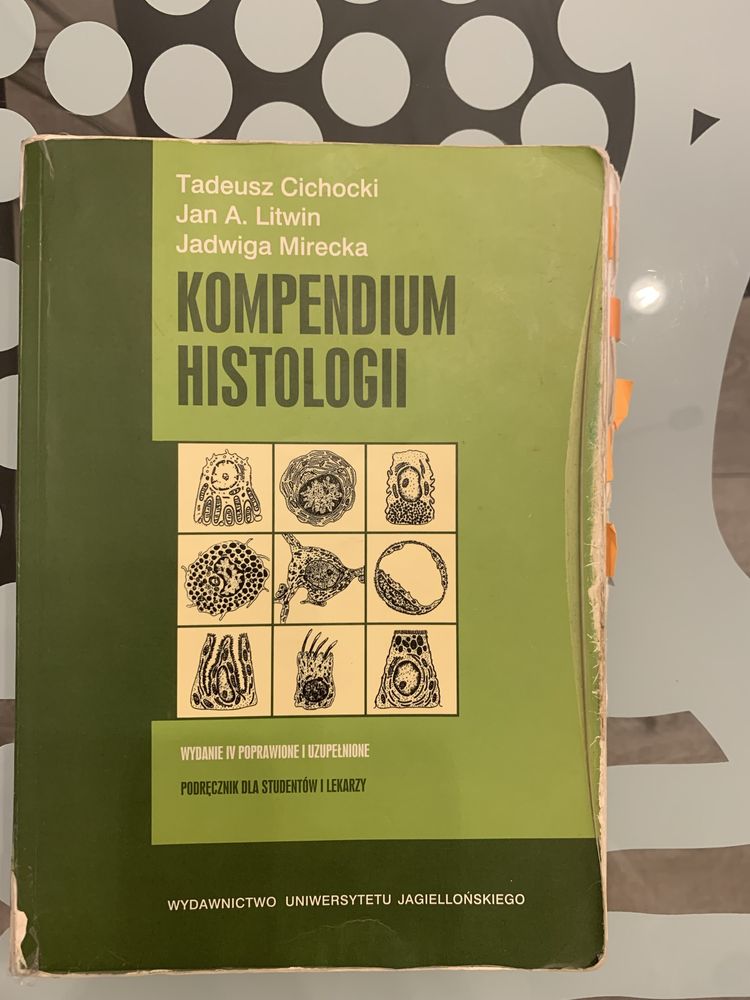 Tadeusz Cichocki
Jan A. Litwin
Jadwiga Mirecka
KOMPENDIUM
HISTOLOGII
WYDANIE IV POPRAWIONE I UZUPEŁNIONE
PODRĘCZNIK DLA STUDENTÓW I LEKARZY
WYDAWNICTWO UNIWERSYTETU JAGIELLOŃSKIEGO